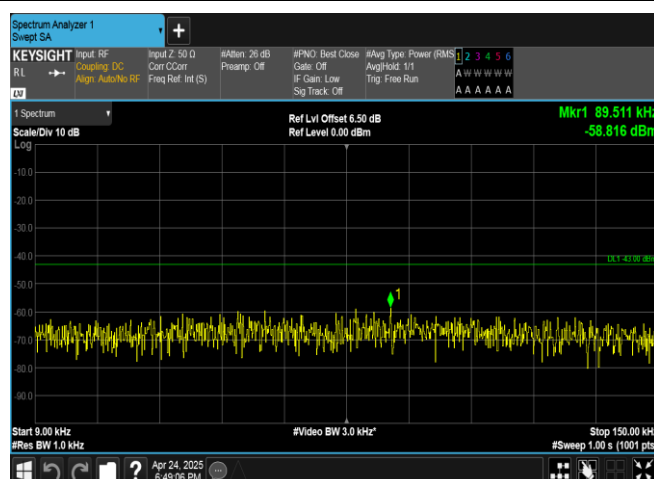 Spectrum Analyzer 1
Swept SA
+
KEYSIGHT Input: RF Input Z: 50 Ω #Atten: 26 dB #PNO: Best Close #Avg Type: Power (RMS 1 2 3 4 5 6
RL Coupling: DC Corr CCorr Preamp: Off Gate: Off Avg|Hold: 1/1 A W W W W W
Align: Auto/No RF Freq Ref: Int (S) IF Gain: Low Trig: Free Run
LXI Sig Track: Off A A A A A A
1 Spectrum Ref Lvl Offset 6.50 dB Mkr1 89.511 kHz
Scale/Div 10 dB Ref Level 0.00 dBm -58.816 dBm
Log
-10.0
-20.0
-30.0
-40.0
DL1 -43.00 dBm
-50.0
1
-60.0
-70.0
-80.0
-90.0
Start 9.00 kHz #Video BW 3.0 kHz* Stop 150.00 kHz
#Res BW 1.0 kHz #Sweep 1.00 s (1001 pts
? Apr 24, 2025
6:49:06 PM